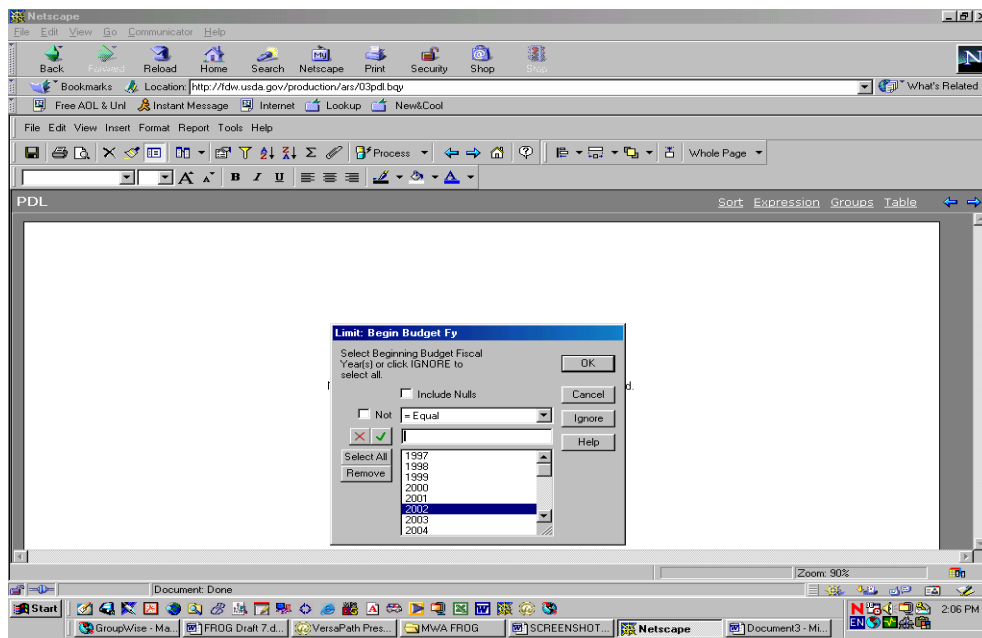 Netscape
File Edit View Go Communicator Help
Back Forward Reload Home Search Netscape Print Security Shop Stop
Bookmarks Location: http://fdw.usda.gov/production/ars/03pdl.bqy What's Related
Free AOL & Unl Instant Message Internet Lookup New&Cool
File Edit View Insert Format Report Tools Help
Process Whole Page
B I U
PDL Sort Expression Groups Table
Limit: Begin Budget Fy
Select Beginning Budget Fiscal
Year(s) or click IGNORE to
select all.
OK
Include Nulls
Cancel
Not = Equal
Ignore
Help
Select All
Remove
1997
1998
1999
2000
2001
2002
2003
2004
Zoom: 90%
Document: Done
Start 2:06 PM
EN
GroupWise - Ma... FROG Draft 7.d... VersaPath Pres... MWA FROG SCREENSHOT... Netscape Document3 - Mi...